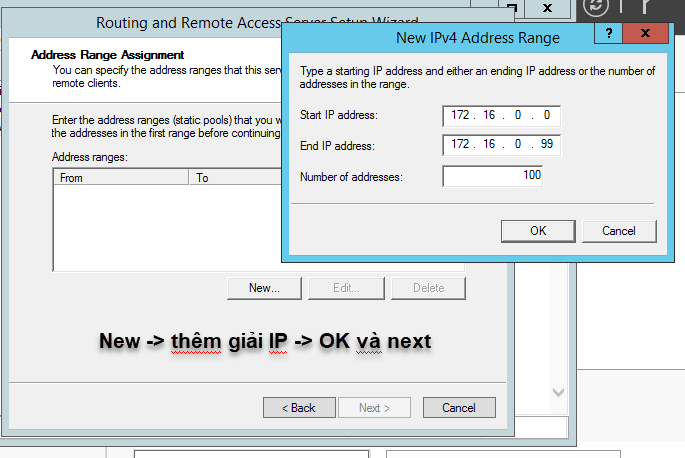 Routing and Remote Access Server Setup Wizard
Address Range Assignment
You can specify the address ranges that this ser
remote clients.
Enter the address ranges (static pools) that you w
the addresses in the first range before continuing
Address ranges:
From To
New... Edit... Delete
New -> thêm giải IP -> OK và next
< Back Next > Cancel
New IPv4 Address Range
? x
Type a starting IP address and either an ending IP address or the number of
addresses in the range.
Start IP address: 172 . 16 . 0 . 0
End IP address: 172 . 16 . 0 . 99
Number of addresses: 100
OK Cancel